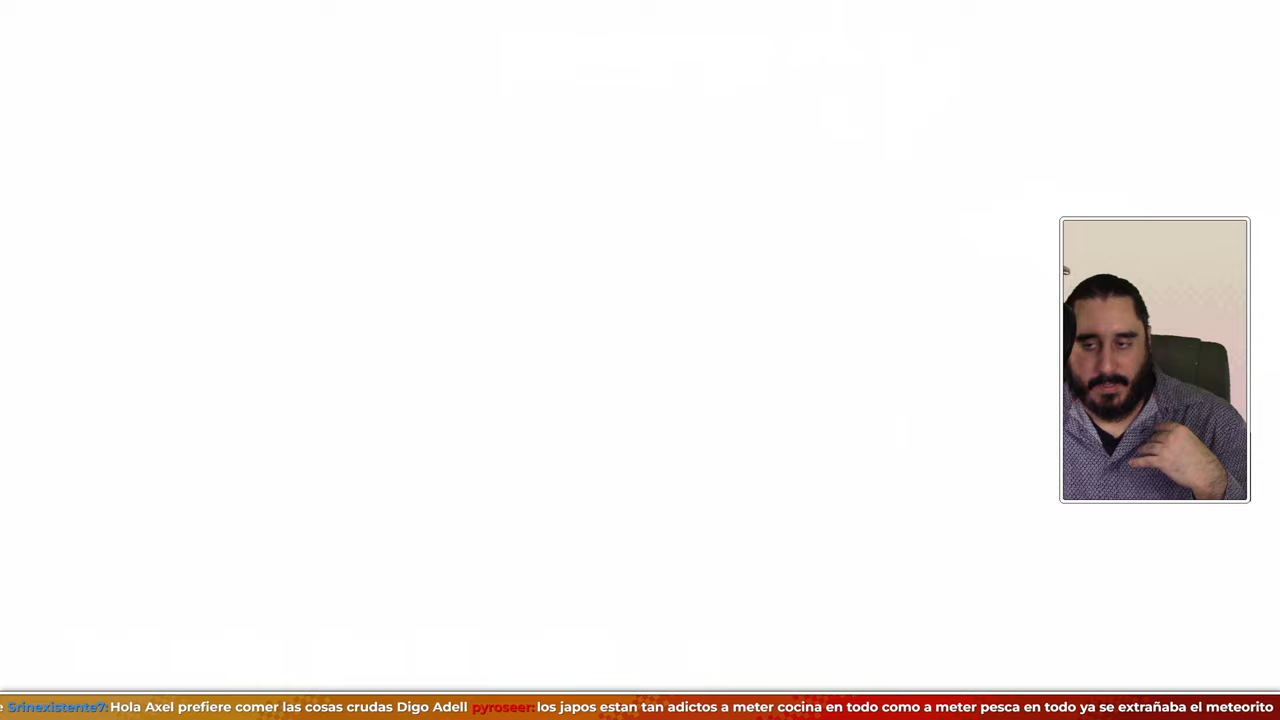 e Srinexistente7: Hola Axel prefiere comer las cosas crudas Digo Adell pyroseer: los japos estan tan adictos a meter cocina en todo como a meter pesca en todo ya se extrañaba el meteorito